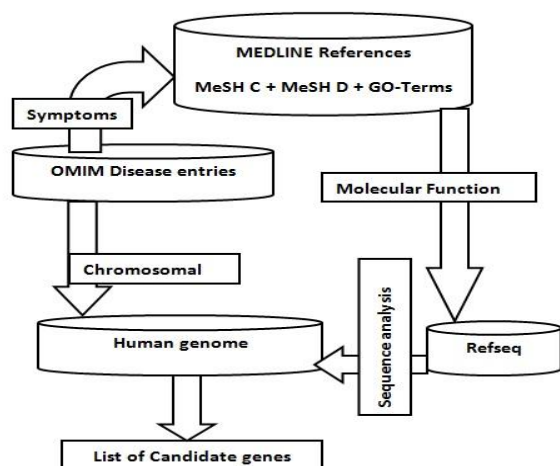 MEDLINE References
MeSH C + MeSH D + GO-Terms
Symptoms
OMIM Disease entries
Molecular Function
Chromosomal
Sequence analysis
Human genome
Refseq
List of Candidate genes